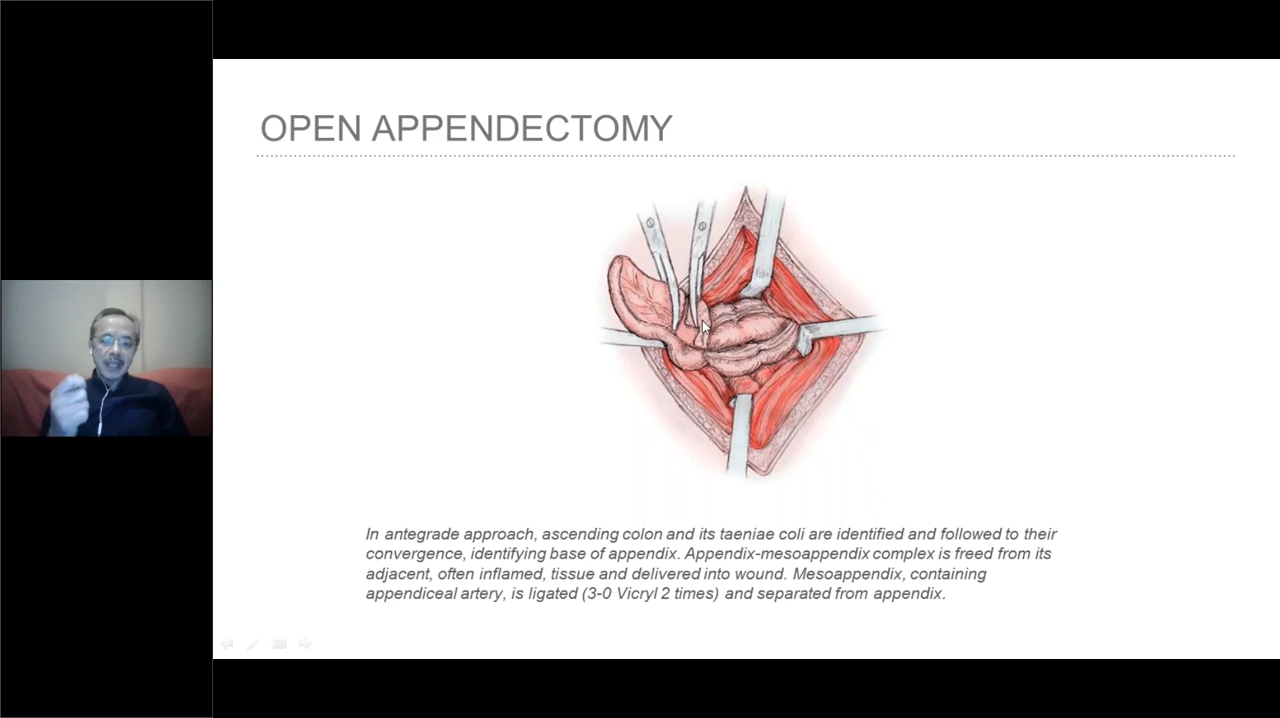 OPEN APPENDECTOMY
In antegrade approach, ascending colon and its taeniae coli are identified and followed to their
convergence, identifying base of appendix. Appendix-mesoappendix complex is freed from its
adjacent, often inflamed, tissue and delivered into wound. Mesoappendix, containing
appendiceal artery, is ligated (3-0 Vicryl 2 times) and separated from appendix.